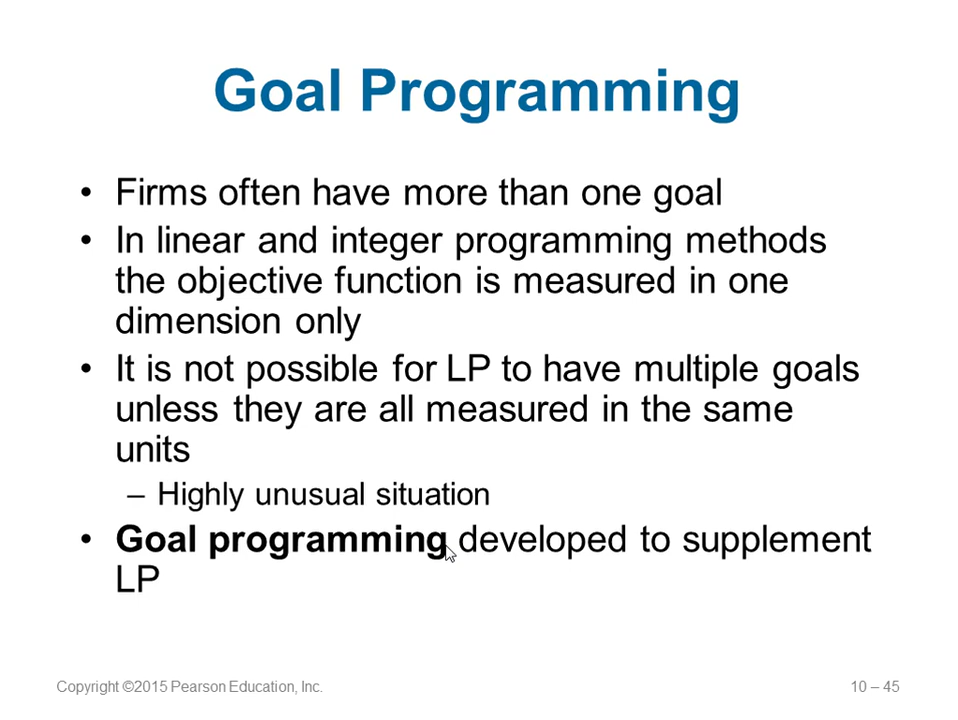 Goal Programming
• Firms often have more than one goal
• In linear and integer programming methods
the objective function is measured in one
dimension only
• It is not possible for LP to have multiple goals
unless they are all measured in the same
units
– Highly unusual situation
• Goal programming developed to supplement
LP
Copyright ©2015 Pearson Education, Inc.
10 – 45